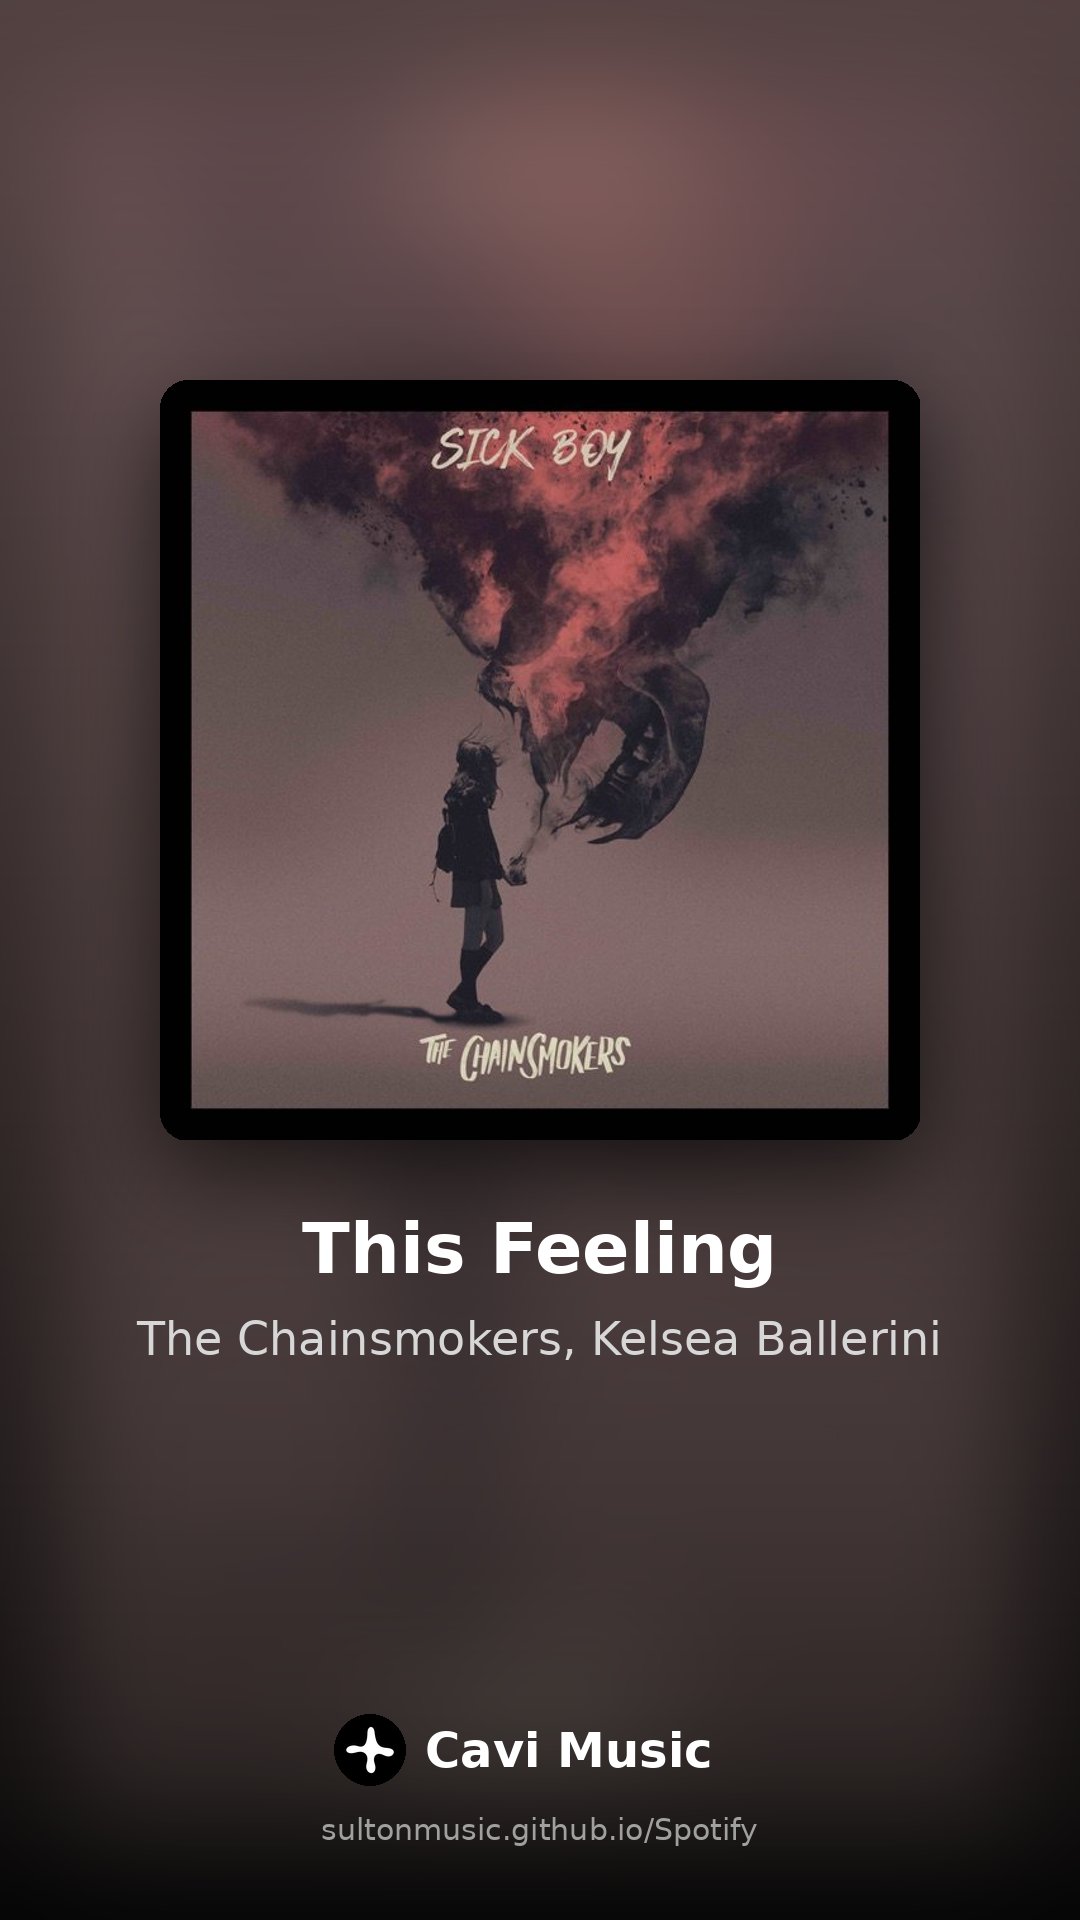 SICK BOY
THE CHAINSMOKERS
This Feeling
The Chainsmokers, Kelsea Ballerini
Cavi Music
sultonmusic.github.io/Spotify